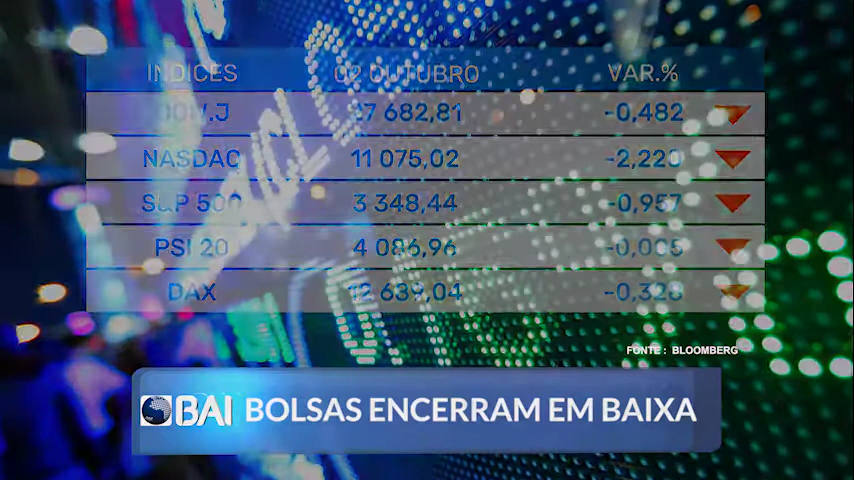 ÍNDICES 02 OUTUBRO VAR.%
DOW.J 27 682,81 -0,482
NASDAQ 11 075,02 -2,220
S&P 500 3 348,44 -0,957
PSI 20 4 086,96 -0,005
DAX 12 639,04 -0,328
FONTE : BLOOMBERG
BAI BOLSAS ENCERRAM EM BAIXA